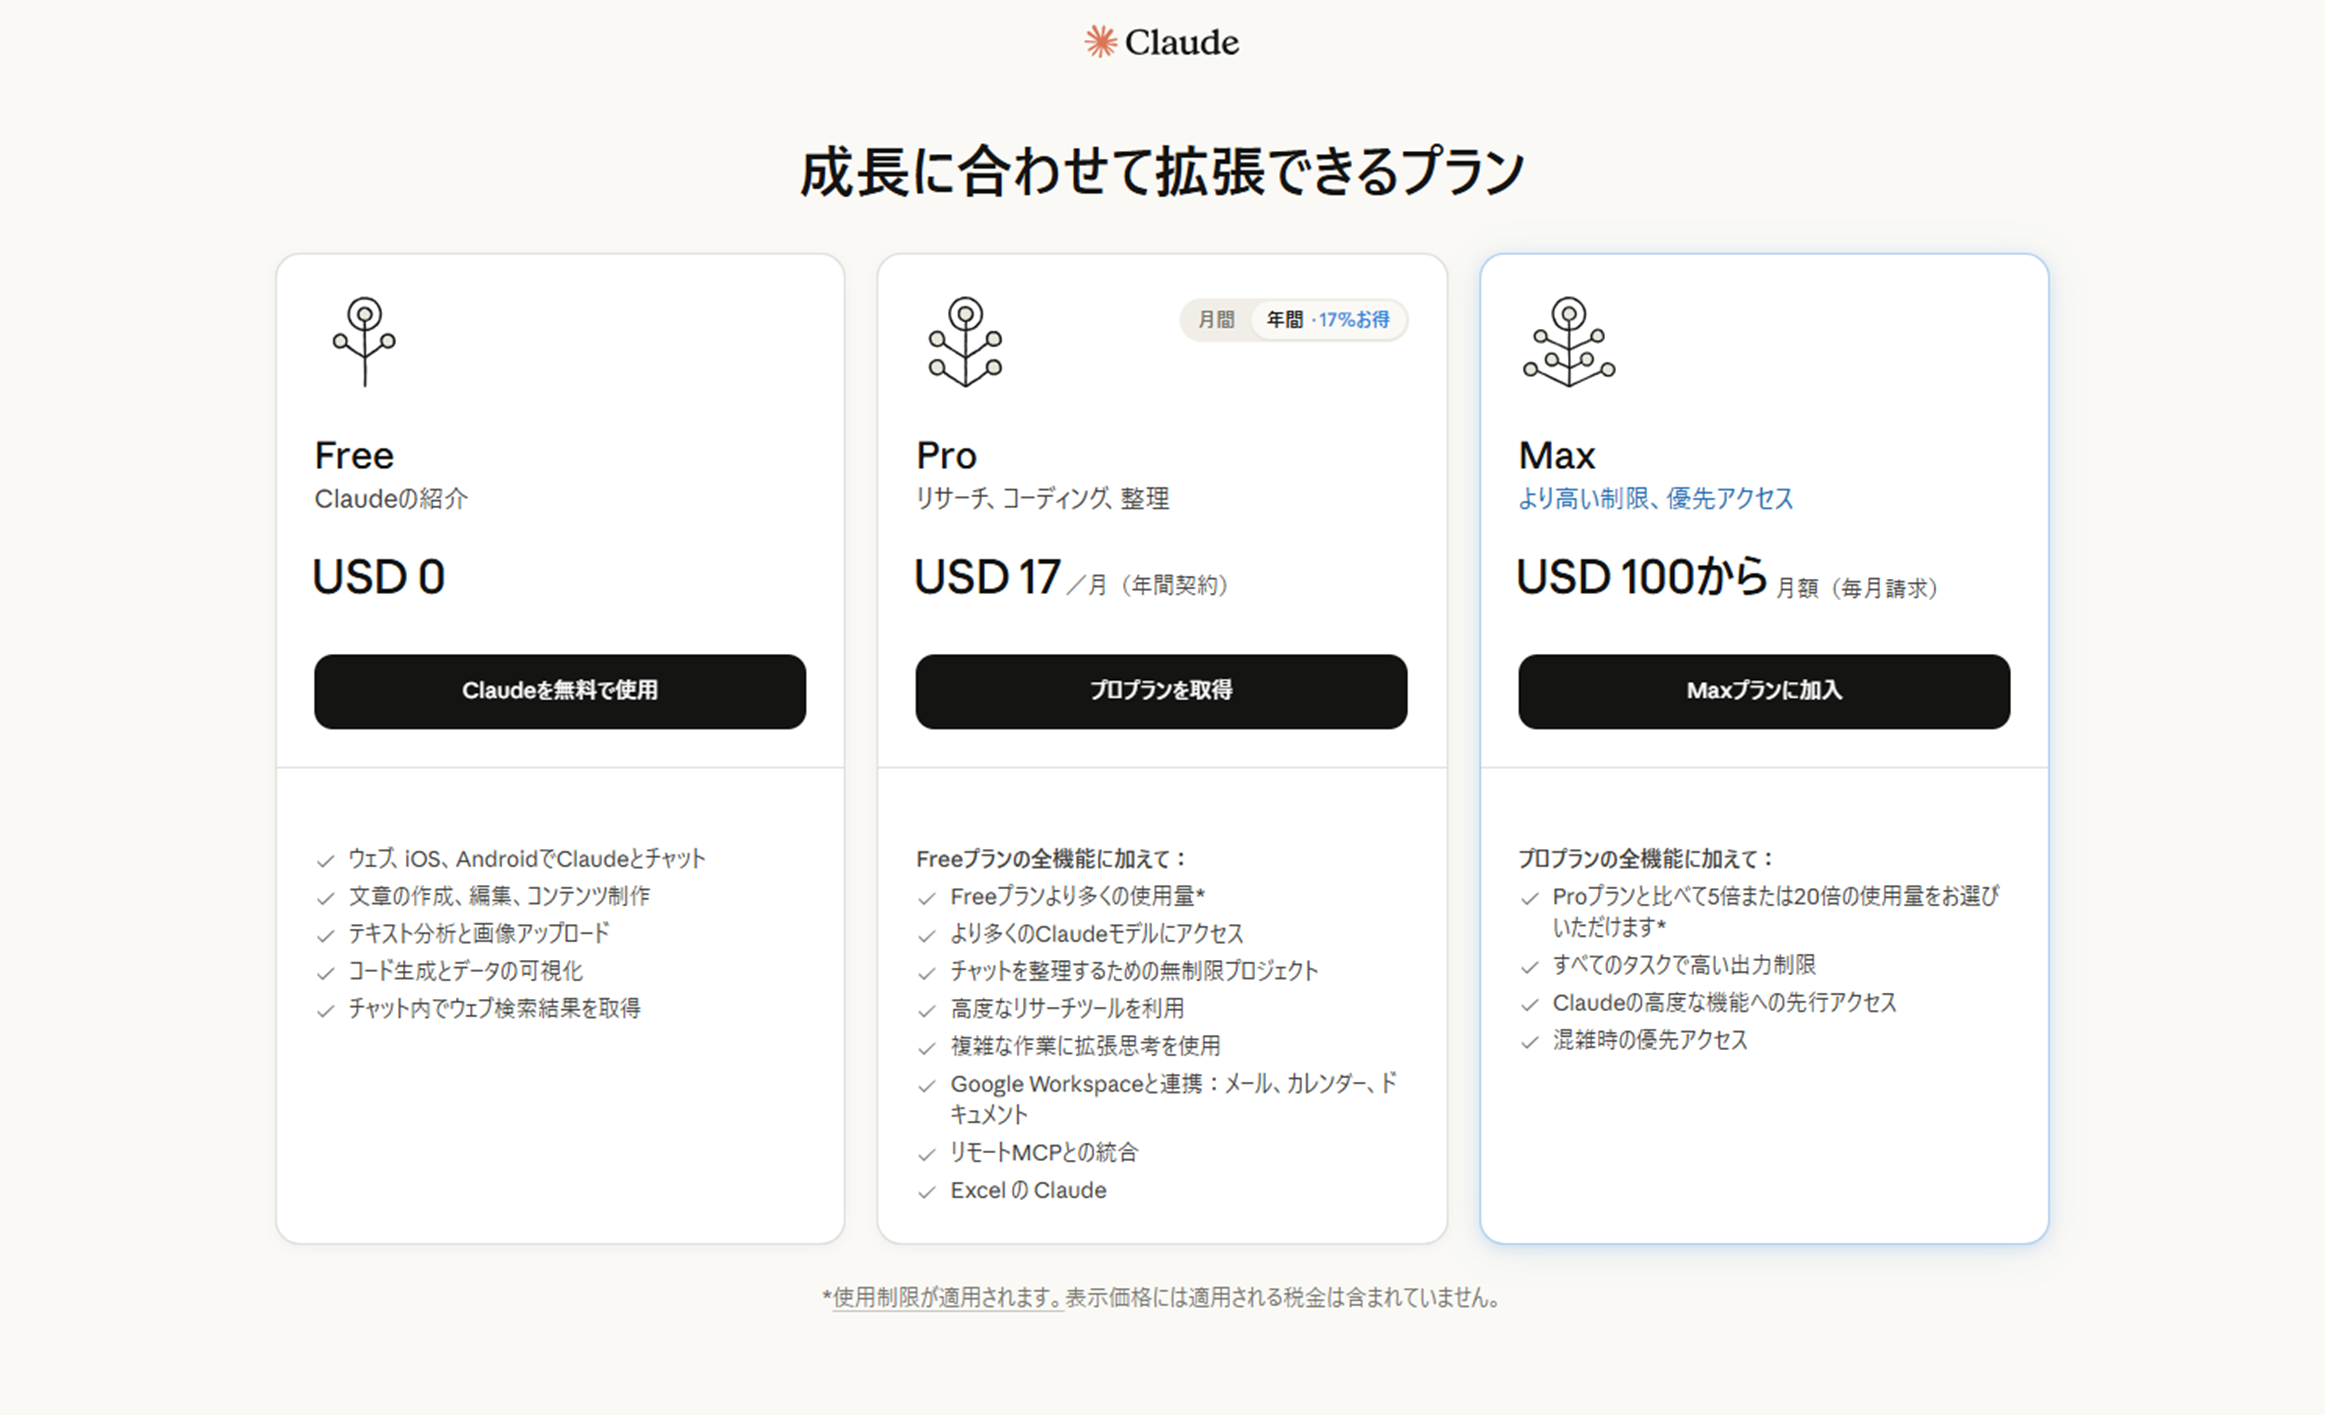 Claude
成長に合わせて拡張できるプラン
Free
Claudeの紹介
USD 0
Claudeを無料で使用
ウェブ、iOS、AndroidでClaudeとチャット
文章の作成、編集、コンテンツ制作
テキスト分析と画像アップロード
コード生成とデータの可視化
チャット内でウェブ検索結果を取得
月間 年間 · 17%お得
Pro
リサーチ、コーディング、整理
USD 17 ／月（年間契約）
プロプランを取得
Freeプランの全機能に加えて：
Freeプランより多くの使用量*
より多くのClaudeモデルにアクセス
チャットを整理するための無制限プロジェクト
高度なリサーチツールを利用
複雑な作業に拡張思考を使用
Google Workspaceと連携：メール、カレンダー、ド
キュメント
リモートMCPとの統合
Excel の Claude
Max
より高い制限、優先アクセス
USD 100から 月額（毎月請求）
Maxプランに加入
プロプランの全機能に加えて：
Proプランと比べて5倍または20倍の使用量をお選び
いただけます*
すべてのタスクで高い出力制限
Claudeの高度な機能への先行アクセス
混雑時の優先アクセス
*使用制限が適用されます。表示価格には適用される税金は含まれていません。